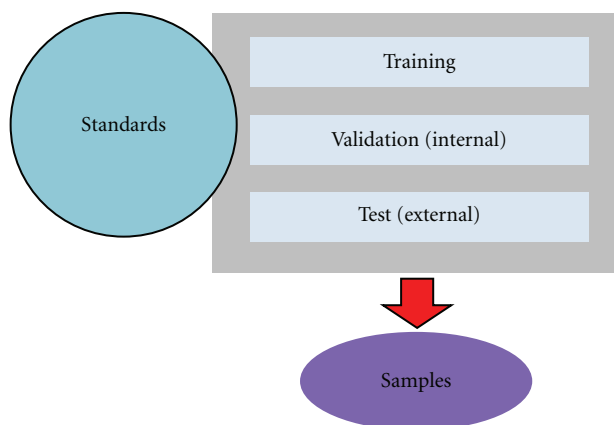 Training
Standards
Validation (internal)
Test (external)
Samples